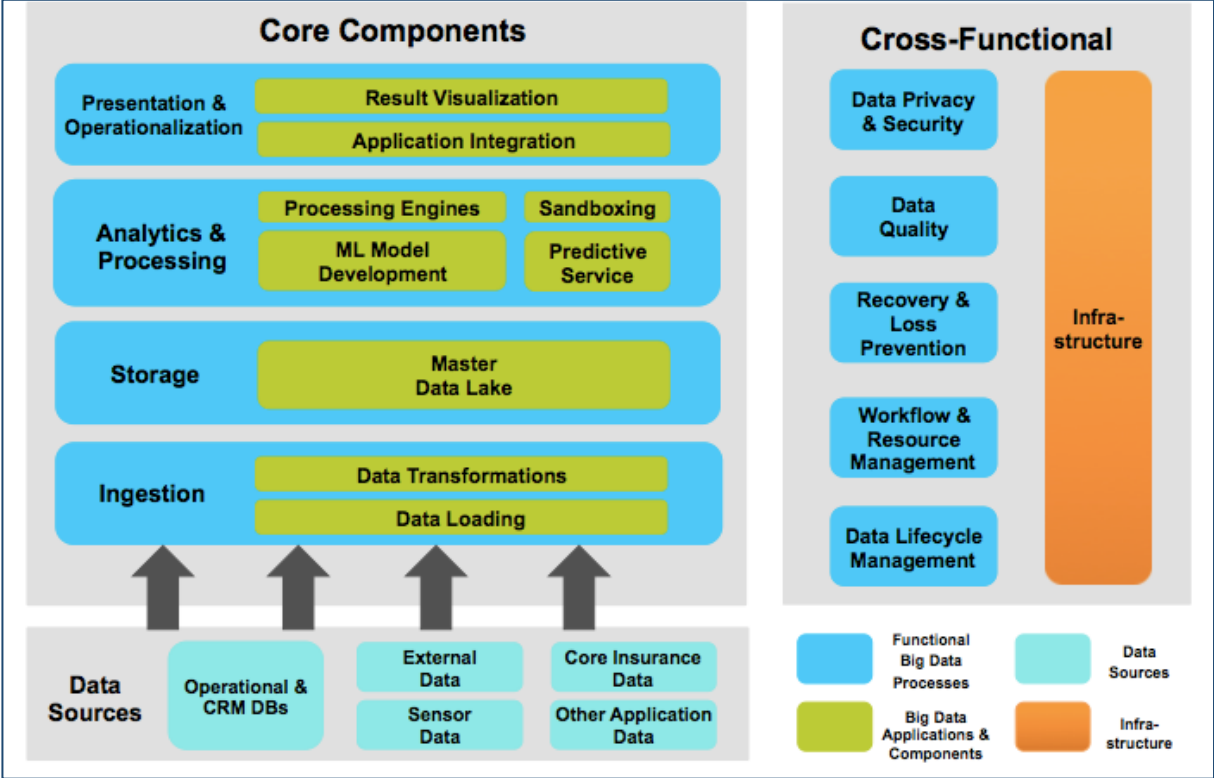 Core Components
Presentation &
Operationalization
Result Visualization
Application Integration
Analytics &
Processing
Processing Engines
Sandboxing
ML Model
Development
Predictive
Service
Storage
Master
Data Lake
Ingestion
Data Transformations
Data Loading
Data
Sources
Operational &
CRM DBs
External
Data
Core Insurance
Data
Sensor
Data
Other Application
Data
Cross-Functional
Data Privacy
& Security
Data
Quality
Recovery &
Loss
Prevention
Workflow &
Resource
Management
Data Lifecycle
Management
Infra-
structure
Functional
Big Data
Processes
Data
Sources
Big Data
Applications &
Components
Infra-
structure